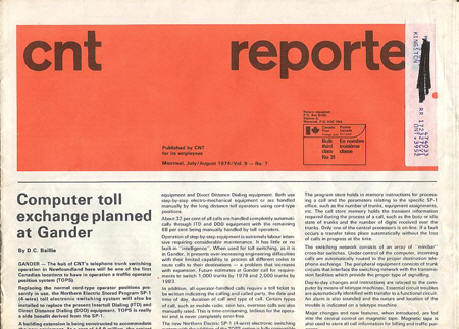 cnt reporter
Published by CNT
for its employees
Montreal, July/August 1974/Vol. 9 — No. 7
Bulk
third
class
En nombre
troisième
classe
KINGSTON
Computer toll
exchange planned
at Gander
By D.C. Baillie
GANDER — The hub of CNT's telephone trunk switching
operation in Newfoundland here will be one of the first
Canadian locations to have a new traffic operator position
system (TOPS).
Replacing the normal cord-type operator positions pre-
sently in use, the Northern Electric Stored Program SP-1
(4-wire) toll electronic switching system will also be
installed to replace the present Intertoll Dialing (ITD) and
Direct Distance Dialing (DDD) equipment. TOPS is really
a slide board derived from the SP-1.
A building extension is being constructed to accommodate
equipment and Direct Distance Dialing equipment. Both use
step-by-step electro-mechanical equipment or are handled
manually by the long distance toll operators using cord-type
positions.
About 32 per cent of all calls are handled completely automati-
cally through ITD and DDD equipment with the remaining
68 per cent being manually handled by toll operators.
Operation of step-by-step equipment is extremely labour inten-
sive requiring considerable maintenance. It has little or no
built-in "intelligence". When used for toll switching, as it is
in Gander, it presents ever-increasing engineering difficulties
with their limited capability to process all dialled codes to
route calls to their destinations — a problem that increases
with expansion. Future estimates at Gander call for require-
ments to switch 1,000 trunks by 1978 and 2,000 trunks by
1983.
In addition, all operator-handled calls require a toll ticket to
be written indicating the calling and called party, the date and
time of day, duration of call and type of call. Certain types
of call, such as mobile radio, coin box, overseas calls are also
manually rated. This is time-consuming, tedious for the opera-
tor and is never completely error-free.
The new Northern Electric SP-1 (4-wire) electronic switching
The program store holds in memory instructions for process-
ing a call and the parameters relating to the specific SP-1
office, such as the number of trunks, equipment assignments,
etc. The call store memory holds the transient information
required during the process of a call, such as the busy or idle
state of trunks and the number of digits received over the
trunks. Only one of the central processors is on-line. If a fault
occurs a transfer takes place automatically without the loss
of calls in progress at the time.
The switching network consists of an array of "minibar"
cross-bar switches. Under control of the computer, incoming
calls are automatically routed to the proper destination tele-
phone exchange. The peripheral equipment consists of trunk
circuits that interface the switching network with the transmis-
sion facilities which provide the proper type of signalling.
Day-to-day changes and instructions are related to the com-
puter by means of teletype machines. Essential circuit troubles
are automatically identified with transfer to a functional circuit.
An alarm is also sounded and the nature and location of the
trouble is indicated on a teletype machine.
Major changes and new features, when introduced, are fed
into the central control on magnetic tape. Magnetic tape is
also used to store all call information for billing and traffic pur-